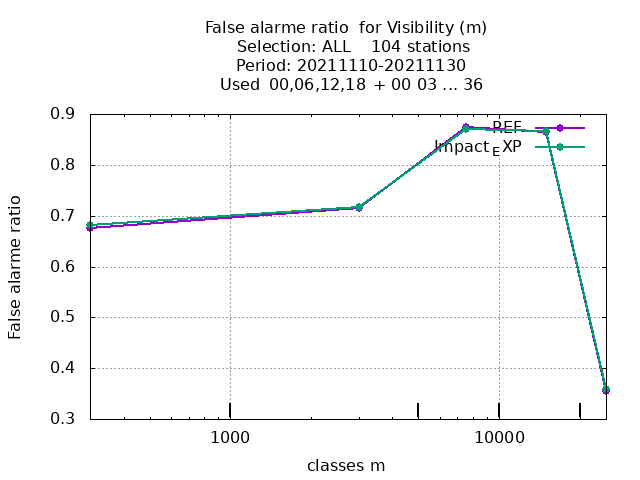 False alarme ratio  for Visibility (m)
Selection: ALL    104 stations
Period: 20211110-20211130
Used  00,06,12,18  + 00 03 ... 36
REF
Impact_EXP
False alarme ratio
0.9
0.8
0.7
0.6
0.5
0.4
0.3
1000
10000
classes m